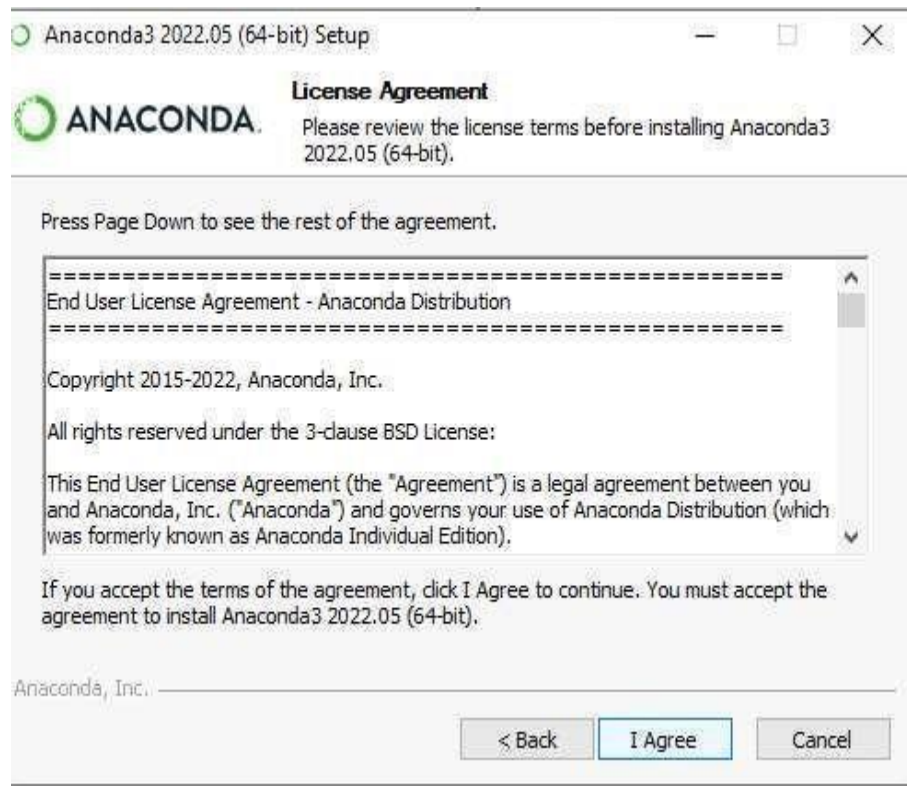 Anaconda3 2022.05 (64-bit) Setup
ANACONDA.
License Agreement
Please review the license terms before installing Anaconda3
2022.05 (64-bit).
Press Page Down to see the rest of the agreement.
==================================================
End User License Agreement - Anaconda Distribution
==================================================
Copyright 2015-2022, Anaconda, Inc.
All rights reserved under the 3-clause BSD License:
This End User License Agreement (the "Agreement") is a legal agreement between you
and Anaconda, Inc. ("Anaconda") and governs your use of Anaconda Distribution (which
was formerly known as Anaconda Individual Edition).
If you accept the terms of the agreement, click I Agree to continue. You must accept the
agreement to install Anaconda3 2022.05 (64-bit).
Anaconda, Inc.
< Back
I Agree
Cancel